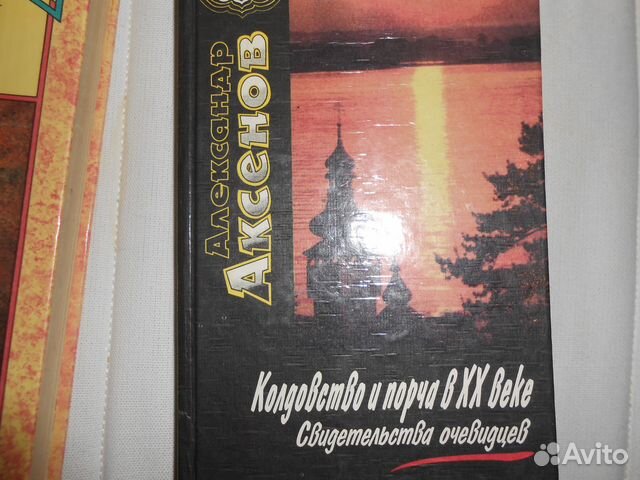 Александр
Аксенов
Колдовство и порча в XX веке
Свидетельства очевидцев
Avito